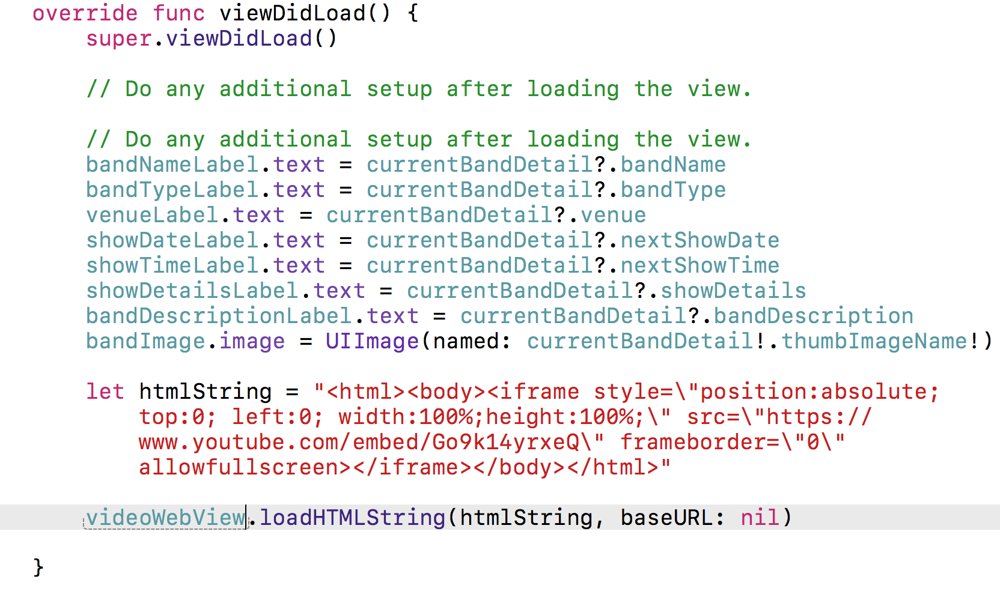 override func viewDidLoad() {
super.viewDidLoad()
// Do any additional setup after loading the view.
// Do any additional setup after loading the view.
bandNameLabel.text = currentBandDetail?.bandName
bandTypeLabel.text = currentBandDetail?.bandType
venueLabel.text = currentBandDetail?.venue
showDateLabel.text = currentBandDetail?.nextShowDate
showTimeLabel.text = currentBandDetail?.nextShowTime
showDetailsLabel.text = currentBandDetail?.showDetails
bandDescriptionLabel.text = currentBandDetail?.bandDescription
bandImage.image = UIImage(named: currentBandDetail!.thumbImageName!)
let htmlString = "<html><body><iframe style=\"position:absolute;
top:0; left:0; width:100%;height:100%;\" src=\"https://
www.youtube.com/embed/Go9k14yrxeQ\" frameborder=\"0\"
allowfullscreen></iframe></body></html>"
videoWebView.loadHTMLString(htmlString, baseURL: nil)
}